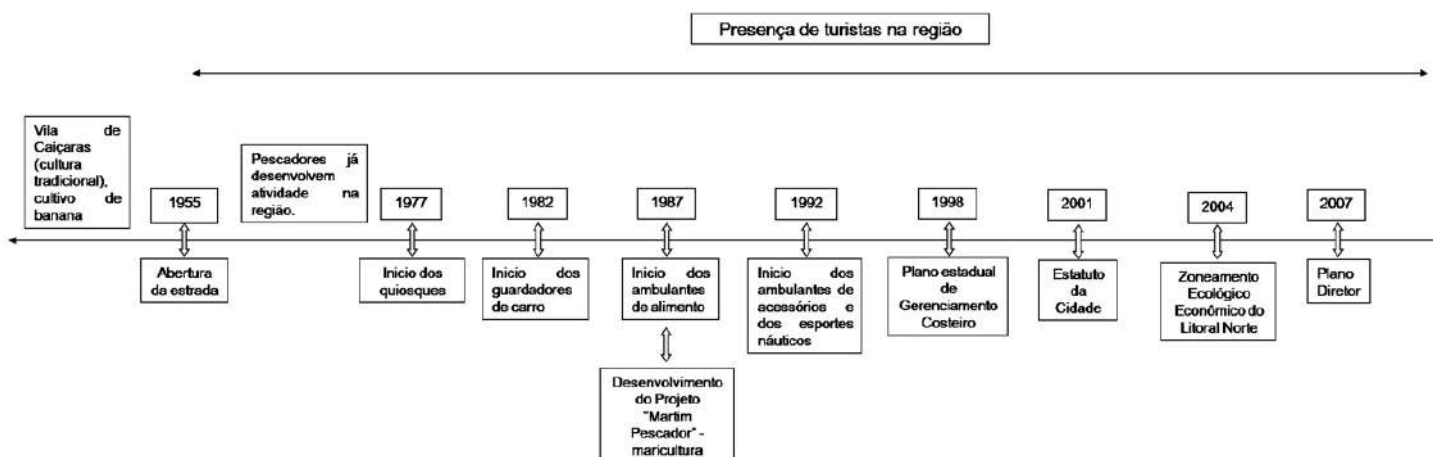 Presença de turistas na região
Vila de
Caiçaras
(cultura
tradicional),
cultivo de
banana
1955
Abertura
da estrada
Pescadores já
desenvolvem
atividade na
região.
1977
Inicio dos
quiosques
1982
Inicio dos
guardadores
de carro
1987
Inicio dos
ambulantes
de alimento
Desenvolvimento
do Projeto
"Martim
Pescador" -
maricultura
1992
Inicio dos
ambulantes de
acessórios e
dos esportes
náuticos
1998
Plano estadual
de
Gerenciamento
Costeiro
2001
Estatuto
da
Cidade
2004
Zoneamento
Ecológico
Econômico do
Litoral Norte
2007
Plano
Diretor